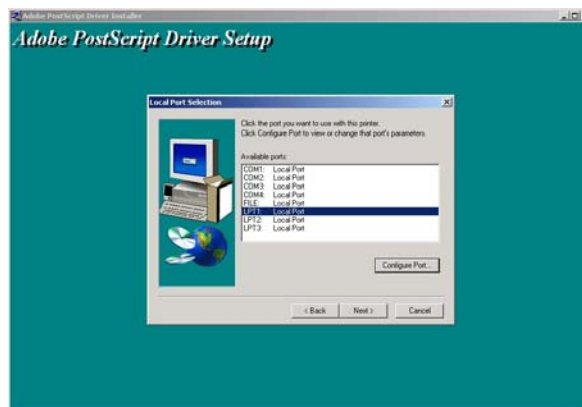 Adobe PostScript Driver Installer
Adobe PostScript Driver Setup
Local Port Selection
Click the port you want to use with this printer.
Click Configure Port to view or change that port's parameters.
Available ports:
COM1: Local Port
COM2: Local Port
COM3: Local Port
COM4: Local Port
FILE: Local Port
LPT1: Local Port
LPT2: Local Port
LPT3: Local Port
Configure Port...
< Back Next > Cancel